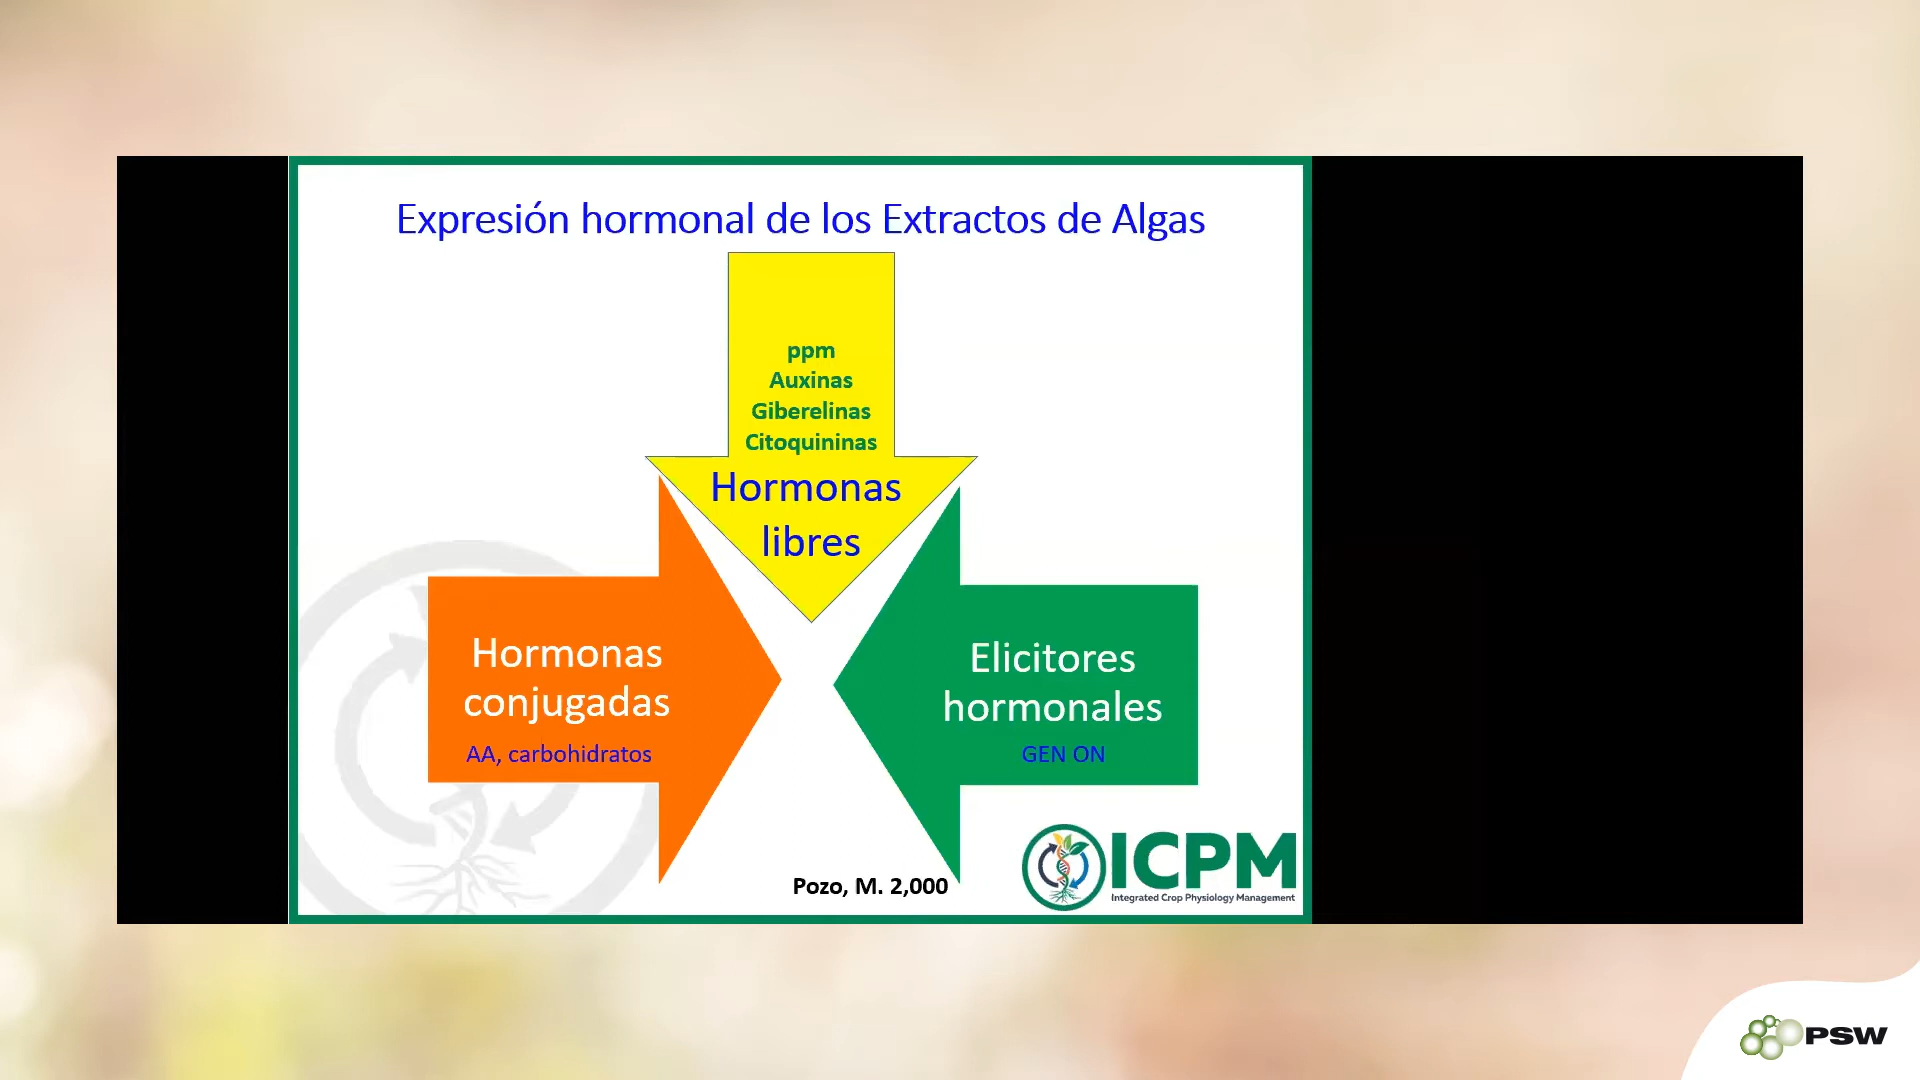 Expresión hormonal de los Extractos de Algas
ppm
Auxinas
Giberelinas
Citoquininas
Hormonas
libres
Hormonas
conjugadas
AA, carbohidratos
Elicitores
hormonales
GEN ON
Pozo, M. 2,000
ICPM
Integrated Crop Physiology Management
PSW